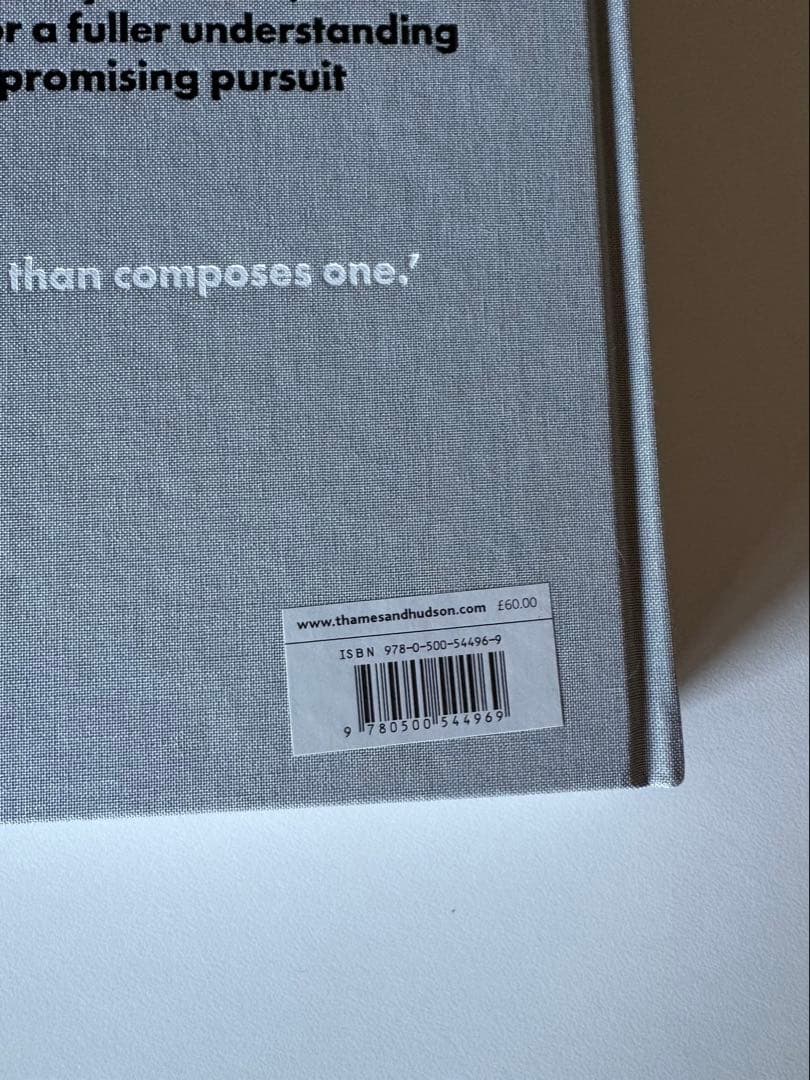 r a fuller understanding
promising pursuit
than composes one.’
www.thamesandhudson.com £60.00
ISBN 978-0-500-54496-9
9 780500 544969